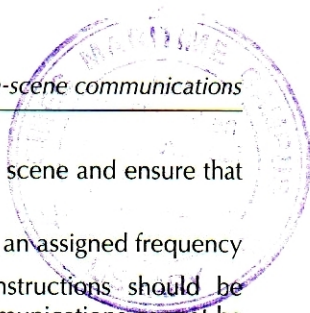 -scene communications
scene and ensure that
an assigned frequency
nstructions should be